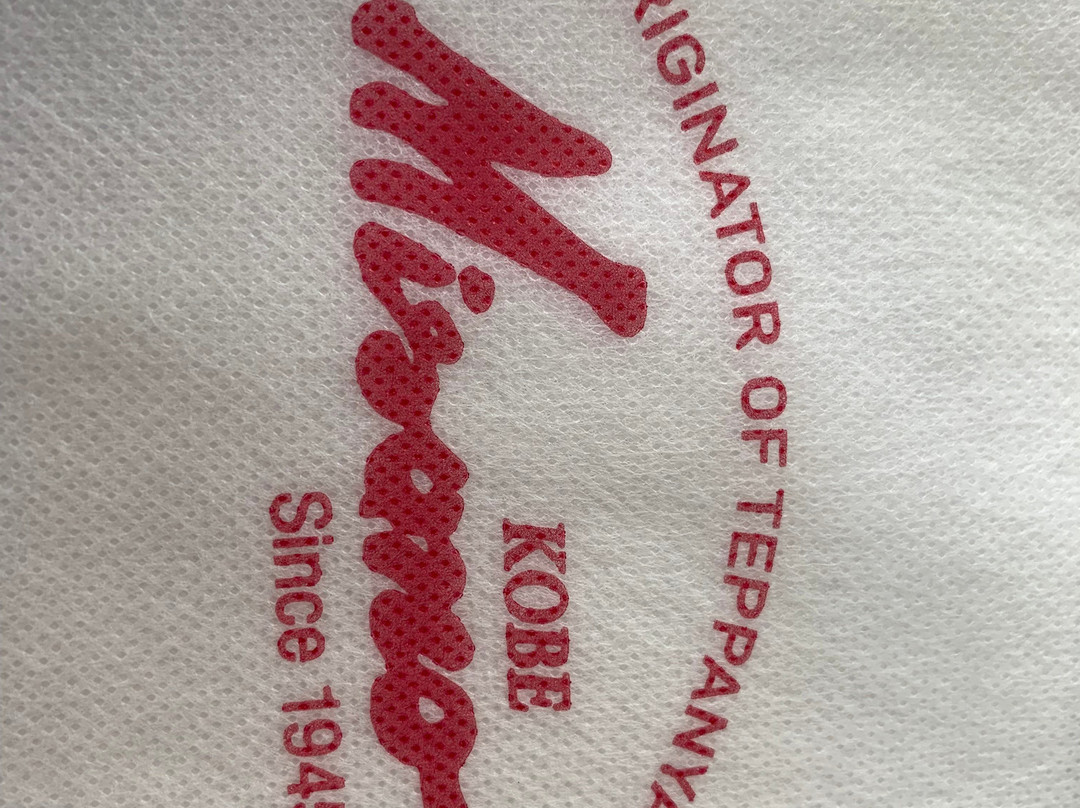 RIGINATOR OF TEPPANYA
KOBE
Misono
Since 194